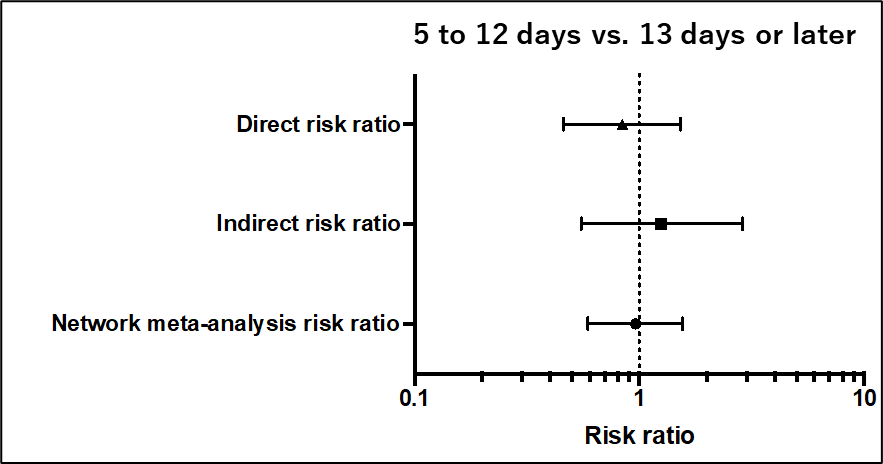 5 to 12 days vs. 13 days or later
Direct risk ratio
Indirect risk ratio
Network meta-analysis risk ratio
0.1
1
10
Risk ratio